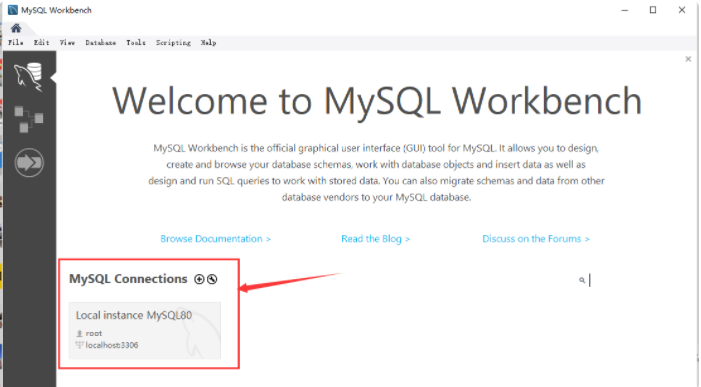 MySQL Workbench
File Edit View Database Tools Scripting Help
Welcome to MySQL Workbench
MySQL Workbench is the official graphical user interface (GUI) tool for MySQL. It allows you to design,
create and browse your database schemas, work with database objects and insert data as well as
design and run SQL queries to work with stored data. You can also migrate schemas and data from other
database vendors to your MySQL database.
Browse Documentation > Read the Blog > Discuss on the Forums >
MySQL Connections
Local instance MySQL80
root
localhost:3306